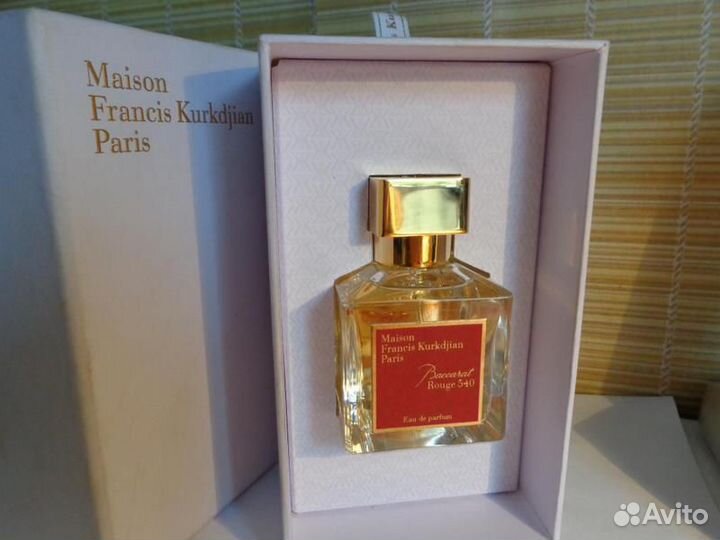 Maison
Francis Kurkdjian
Paris
Maison
Francis Kurkdjian
Paris
Baccarat
Rouge 540
Eau de parfum
Avito